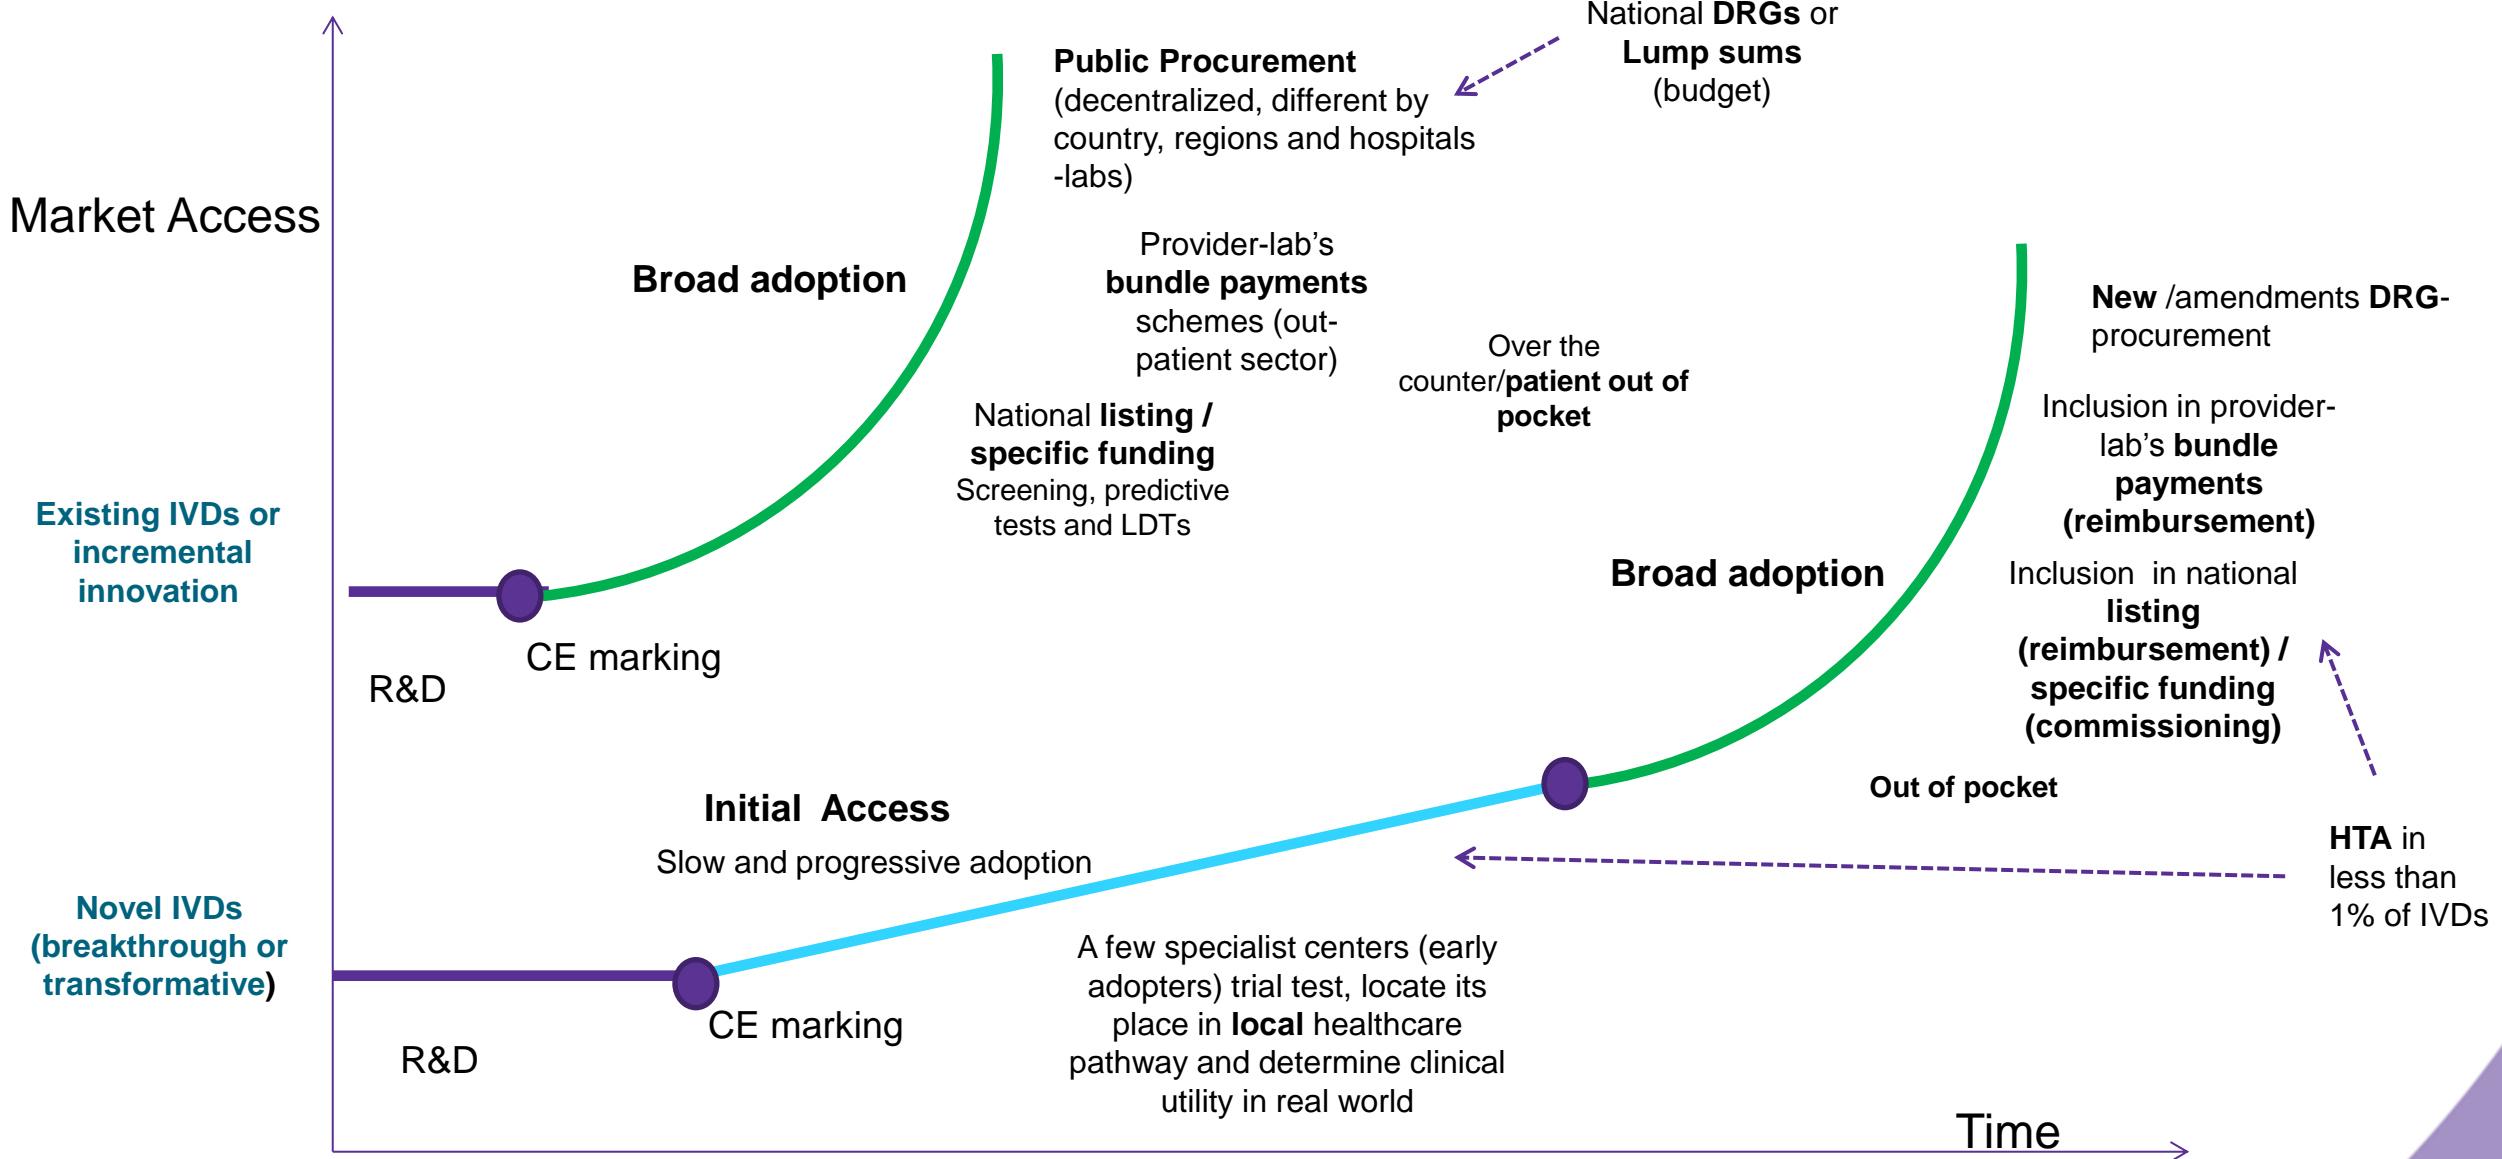 National DRGs or
Lump sums
(budget)
Public Procurement
(decentralized, different by
country, regions and hospitals
-labs)
Market Access
Broad adoption
Provider-lab’s
bundle payments
schemes (out-
patient sector)
Over the
counter/patient out of
pocket
National listing /
specific funding
Screening, predictive
tests and LDTs
New /amendments DRG-
procurement
Inclusion in provider-
lab’s bundle
payments
(reimbursement)
Existing IVDs or
incremental
innovation
Broad adoption
Inclusion in national
listing
(reimbursement) /
specific funding
(commissioning)
CE marking
R&D
Initial Access
Slow and progressive adoption
Out of pocket
HTA in
less than
1% of IVDs
Novel IVDs
(breakthrough or
transformative)
CE marking
R&D
A few specialist centers (early
adopters) trial test, locate its
place in local healthcare
pathway and determine clinical
utility in real world
Time